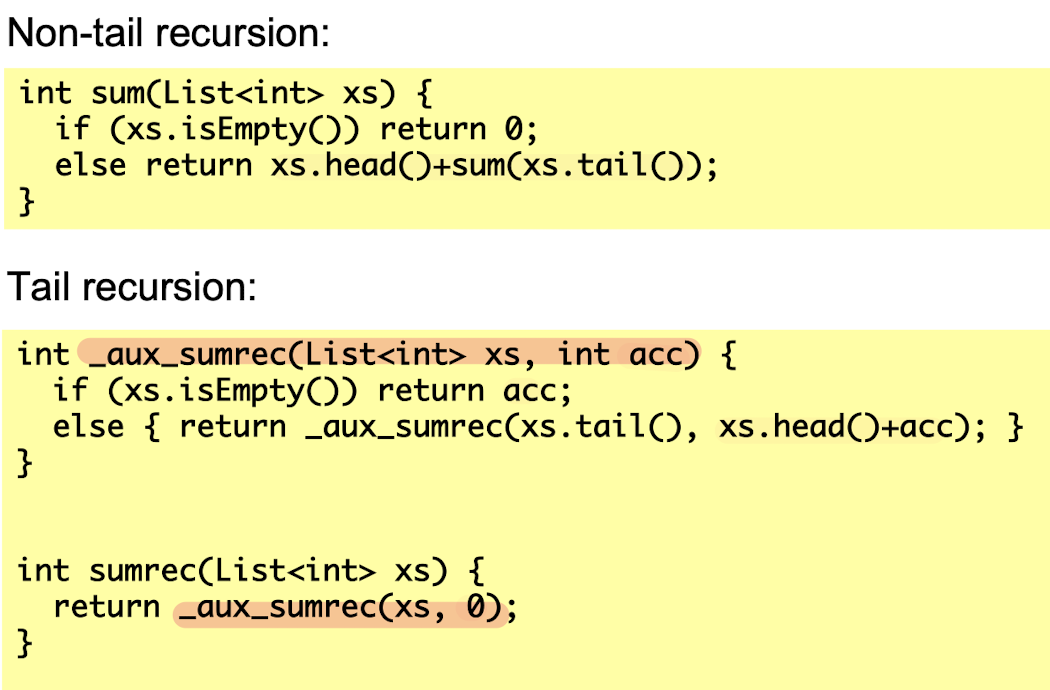 Non-tail recursion:
int sum(List<int> xs) {
  if (xs.isEmpty()) return 0;
  else return xs.head()+sum(xs.tail());
}
Tail recursion:
int _aux_sumrec(List<int> xs, int acc) {
  if (xs.isEmpty()) return acc;
  else { return _aux_sumrec(xs.tail(), xs.head()+acc); }
}
int sumrec(List<int> xs) {
  return _aux_sumrec(xs, 0);
}